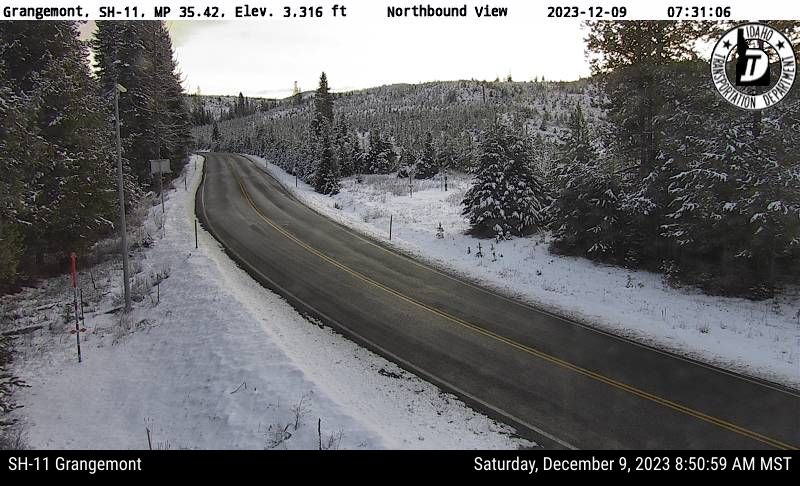 Grangemont, SH-11, MP 35.42, Elev. 3,316 ft Northbound View 2023-12-09 07:31:06
IDAHO
TRANSPORTATION DEPARTMENT
SH-11 Grangemont Saturday, December 9, 2023 8:50:59 AM MST